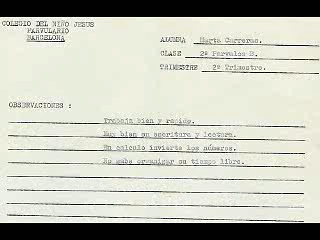 COLEGIO DEL NIÑO JESUS
PARVULARIO
BARCELONA
ALUMNA : Marta Carreras.
CLASE : 2º Parvulos B.
TRIMESTRE : 2º Trimestre.
OBSERVACIONES :
Trabaja bien y rapido.
Muy bien su escritura y lectura.
En calculo invierte los números.
No sabe organizar su tiempo libre.